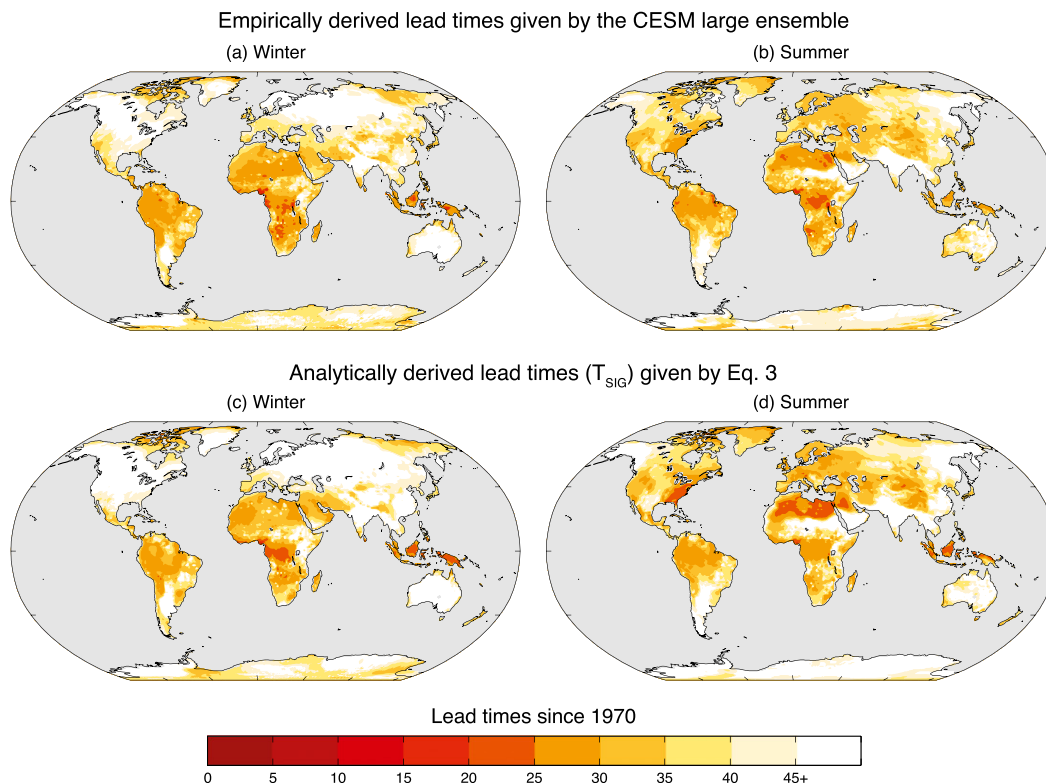 Empirically derived lead times given by the CESM large ensemble
(a) Winter
(b) Summer
Analytically derived lead times (T_SIG) given by Eq. 3
(c) Winter
(d) Summer
Lead times since 1970
0 5 10 15 20 25 30 35 40 45+